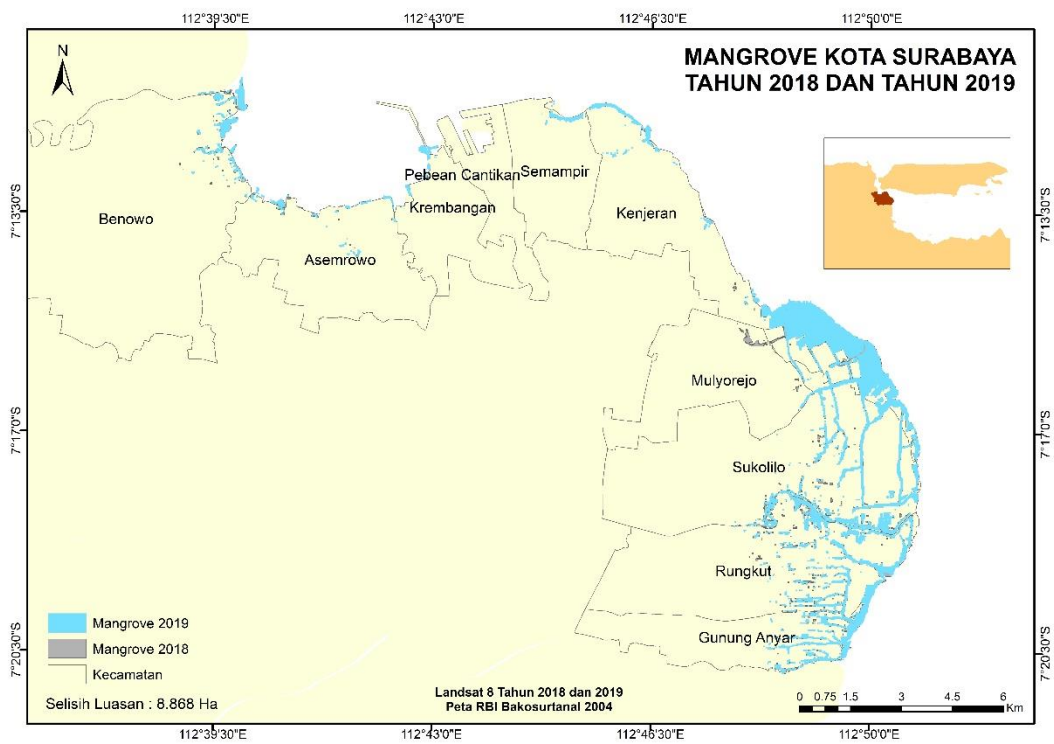 112°39'30"E 112°43'0"E 112°46'30"E 112°50'0"E
MANGROVE KOTA SURABAYA
TAHUN 2018 DAN TAHUN 2019
N
Pebean Cantikan
Semampir
Krembangan
Kenjeran
Benowo
Asemrowo
7°13'30"S
7°13'30"S
Mulyorejo
7°17'0"S
7°17'0"S
Sukolilo
Rungkut
Gunung Anyar
7°20'30"S
7°20'30"S
Mangrove 2019
Mangrove 2018
Kecamatan
Selisih Luasan : 8.868 Ha
Landsat 8 Tahun 2018 dan 2019
Peta RBI Bakosurtanal 2004
0 0.75 1.5 3 4.5 6
Km
112°39'30"E 112°43'0"E 112°46'30"E 112°50'0"E